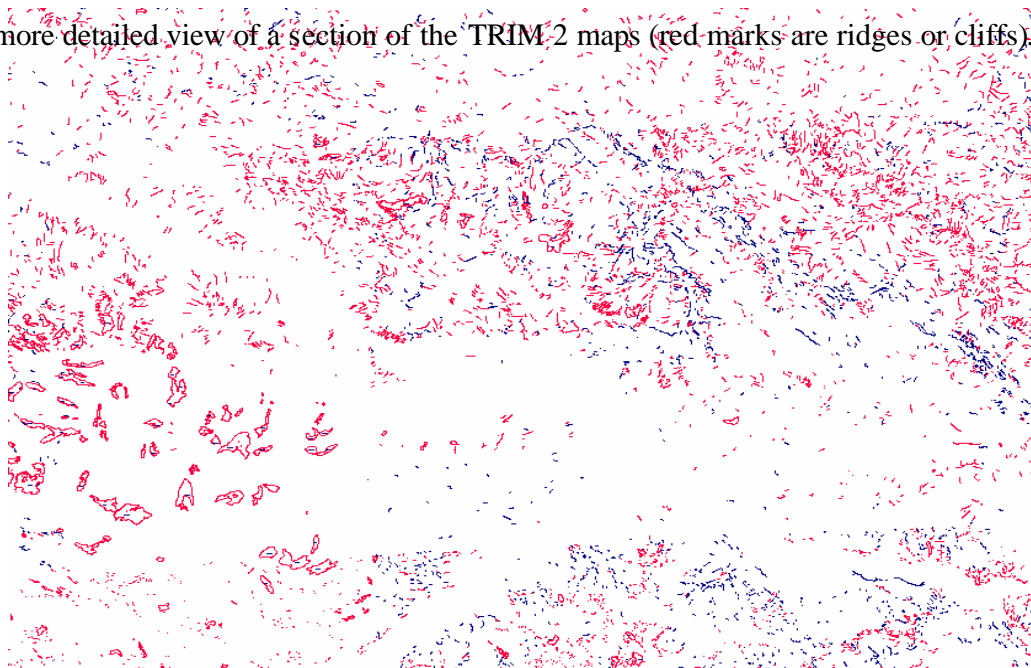 more detailed view of a section of the TRIM 2 maps (red marks are ridges or cliffs).